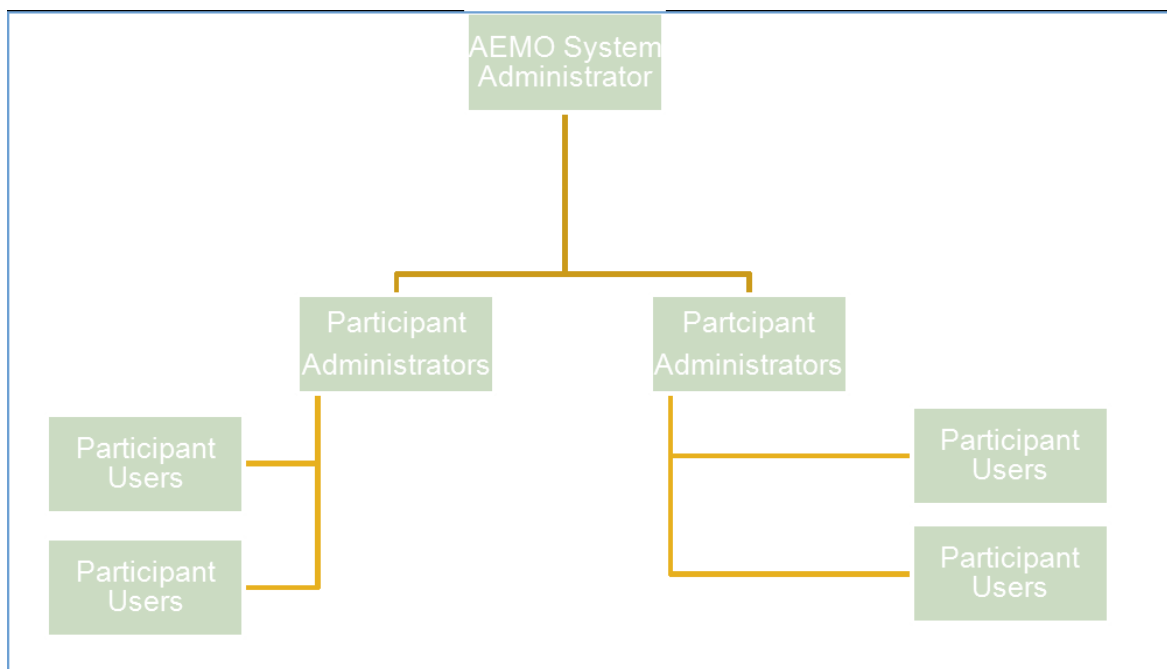 AEMO System
Administrator
Participant
Administrators
Partcipant
Administrators
Participant
Users
Participant
Users
Participant
Users
Participant
Users